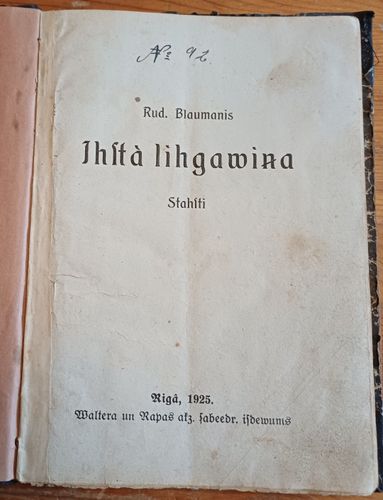 № 92
Rud. Blaumanis
Ihſtà lihgawiņa
Stahſti
Rigâ, 1925.
Waltera un Rapas akz. ſabeedr. iſdewums